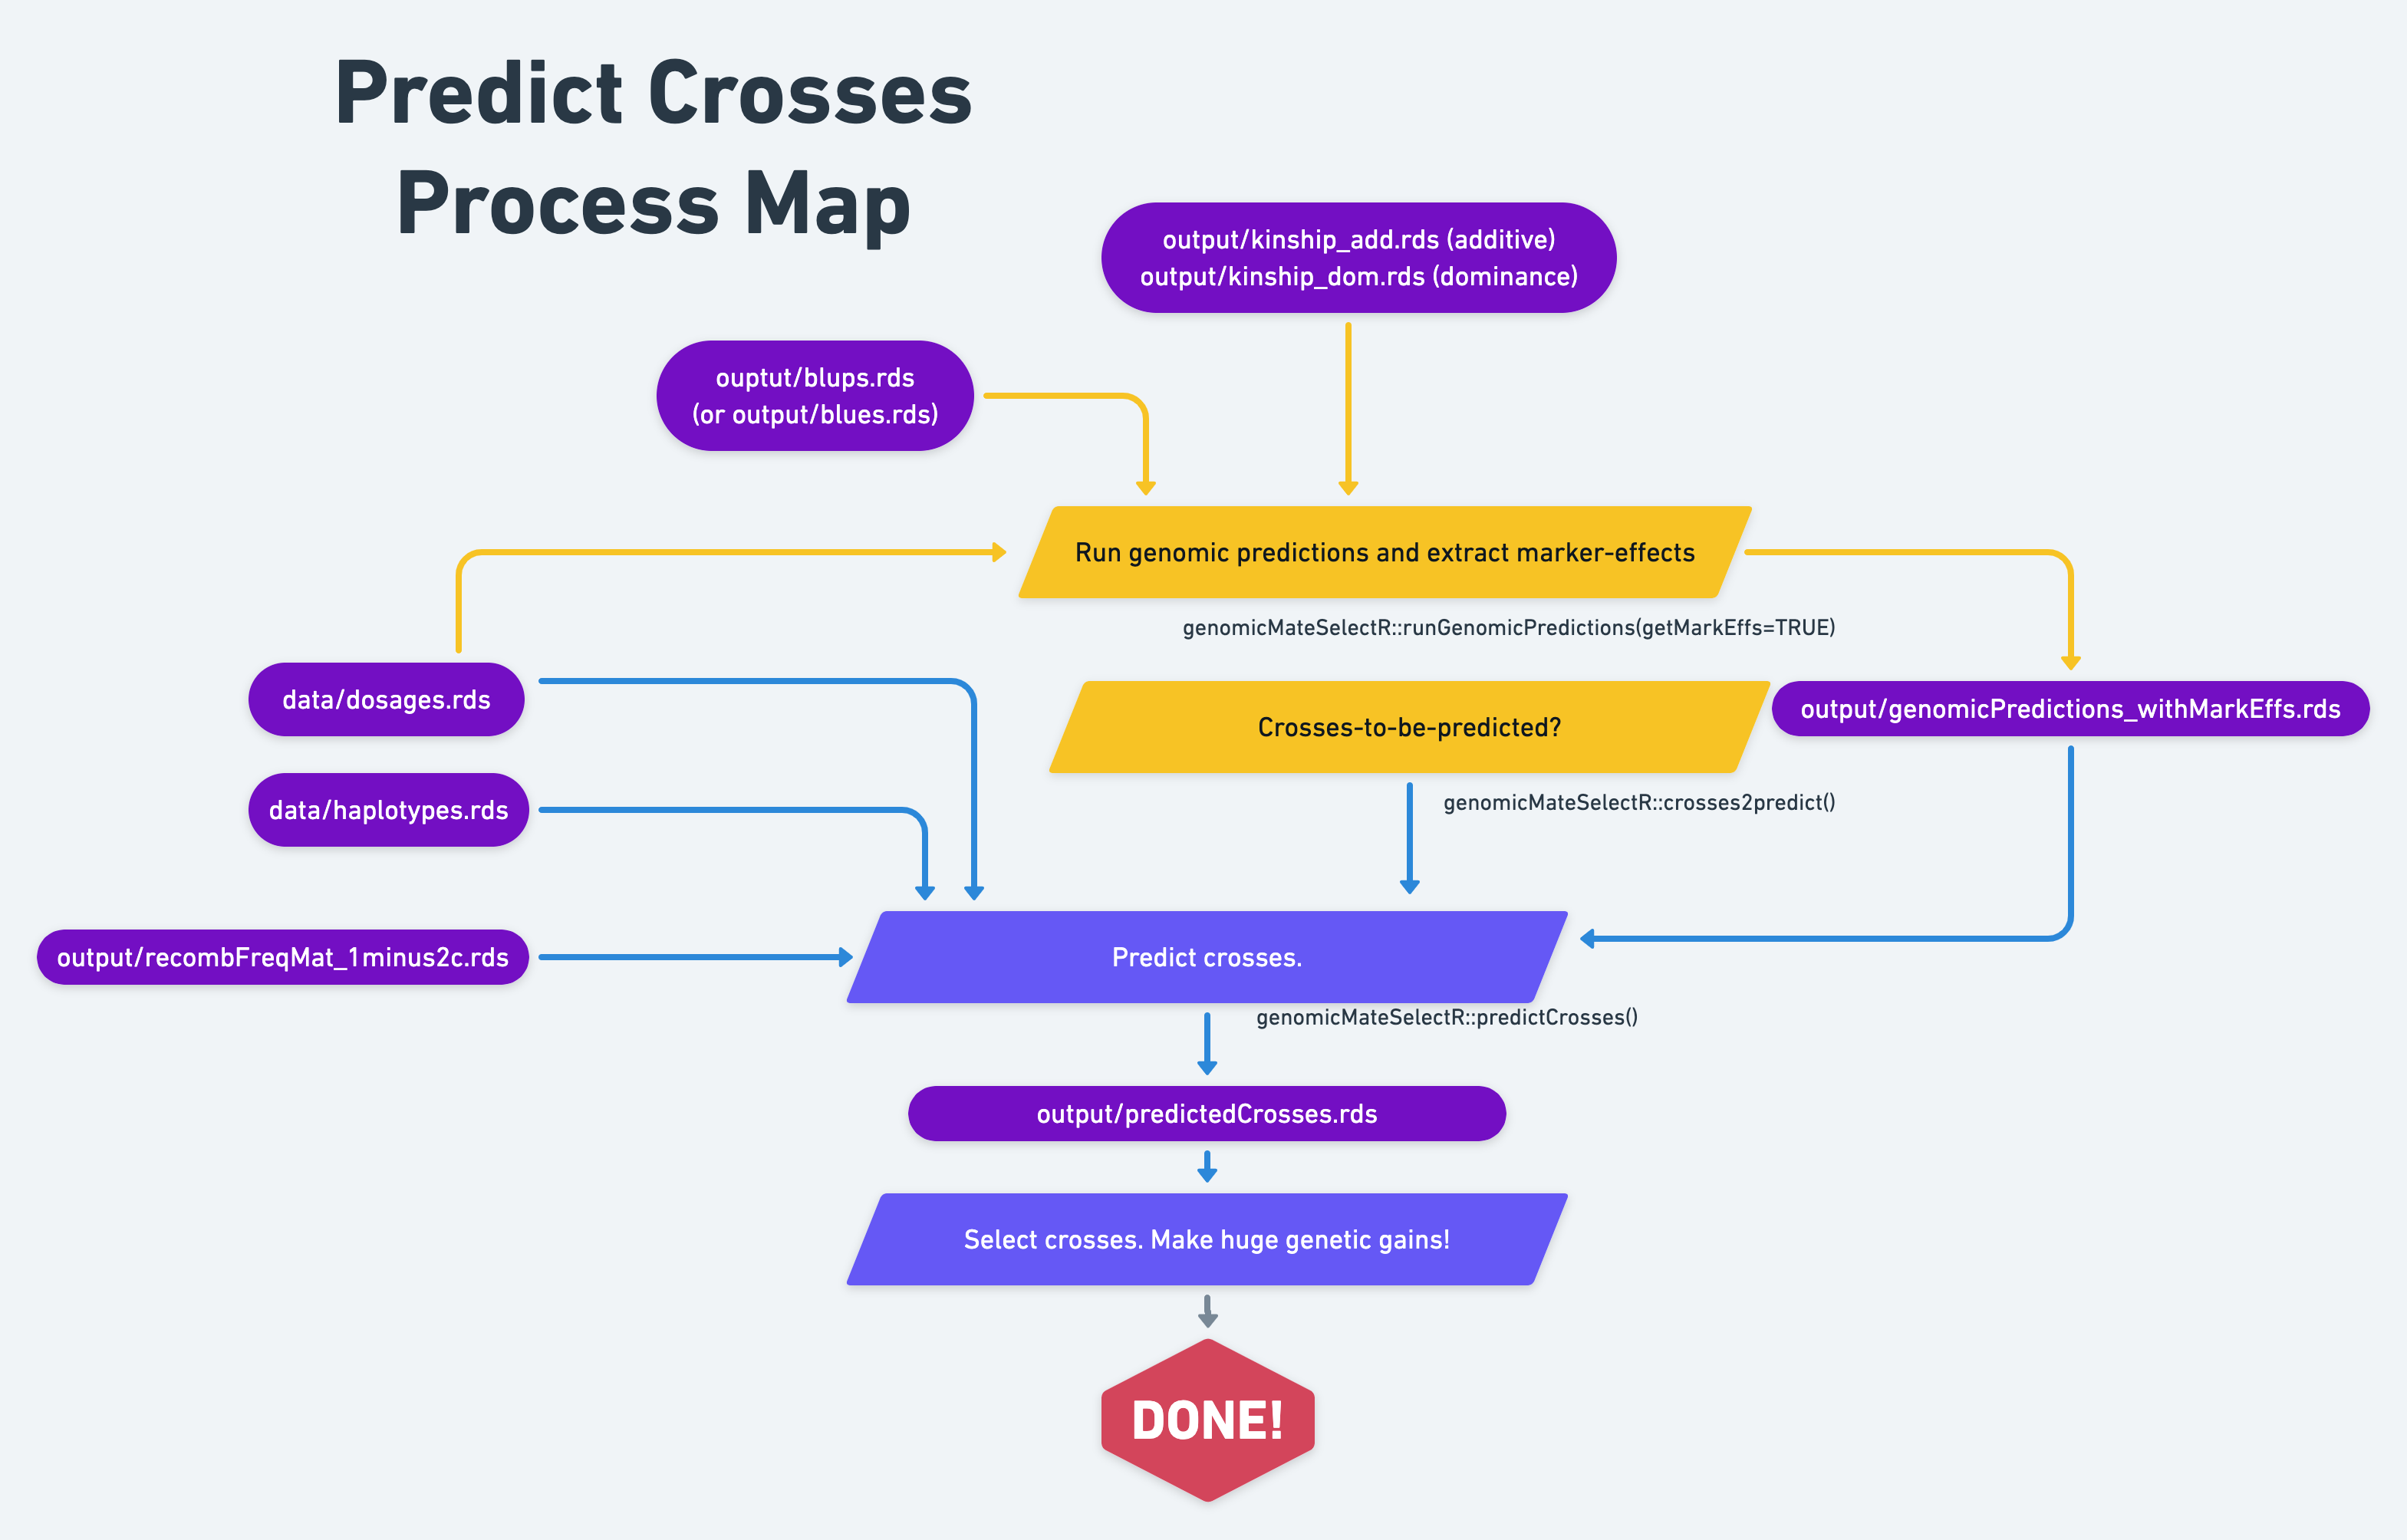 Predict Crosses
Process Map
output/kinship_add.rds (additive)
output/kinship_dom.rds (dominance)
ouptut/blups.rds
(or output/blues.rds)
Run genomic predictions and extract marker-effects
genomicMateSelectR::runGenomicPredictions(getMarkEffs=TRUE)
data/dosages.rds
Crosses-to-be-predicted?
output/genomicPredictions_withMarkEffs.rds
data/haplotypes.rds
genomicMateSelectR::crosses2predict()
output/recombFreqMat_1minus2c.rds
Predict crosses.
genomicMateSelectR::predictCrosses()
output/predictedCrosses.rds
Select crosses. Make huge genetic gains!
DONE!